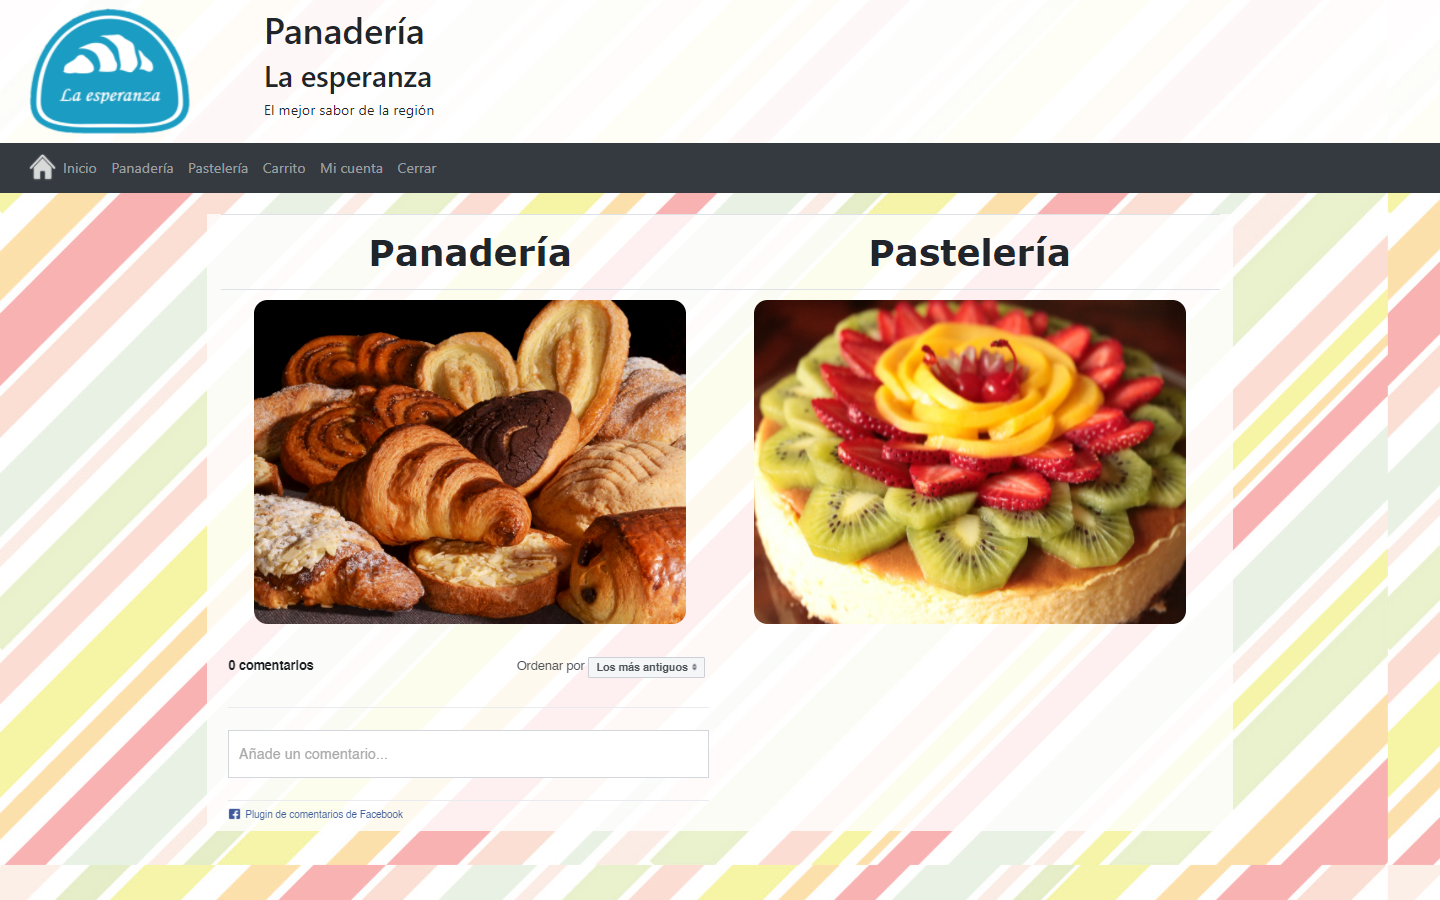 La esperanza
Panadería
La esperanza
El mejor sabor de la región
Inicio Panadería Pastelería Carrito Mi cuenta Cerrar
Panadería Pastelería
0 comentarios Ordenar por Los más antiguos
Añade un comentario...
Plugin de comentarios de Facebook